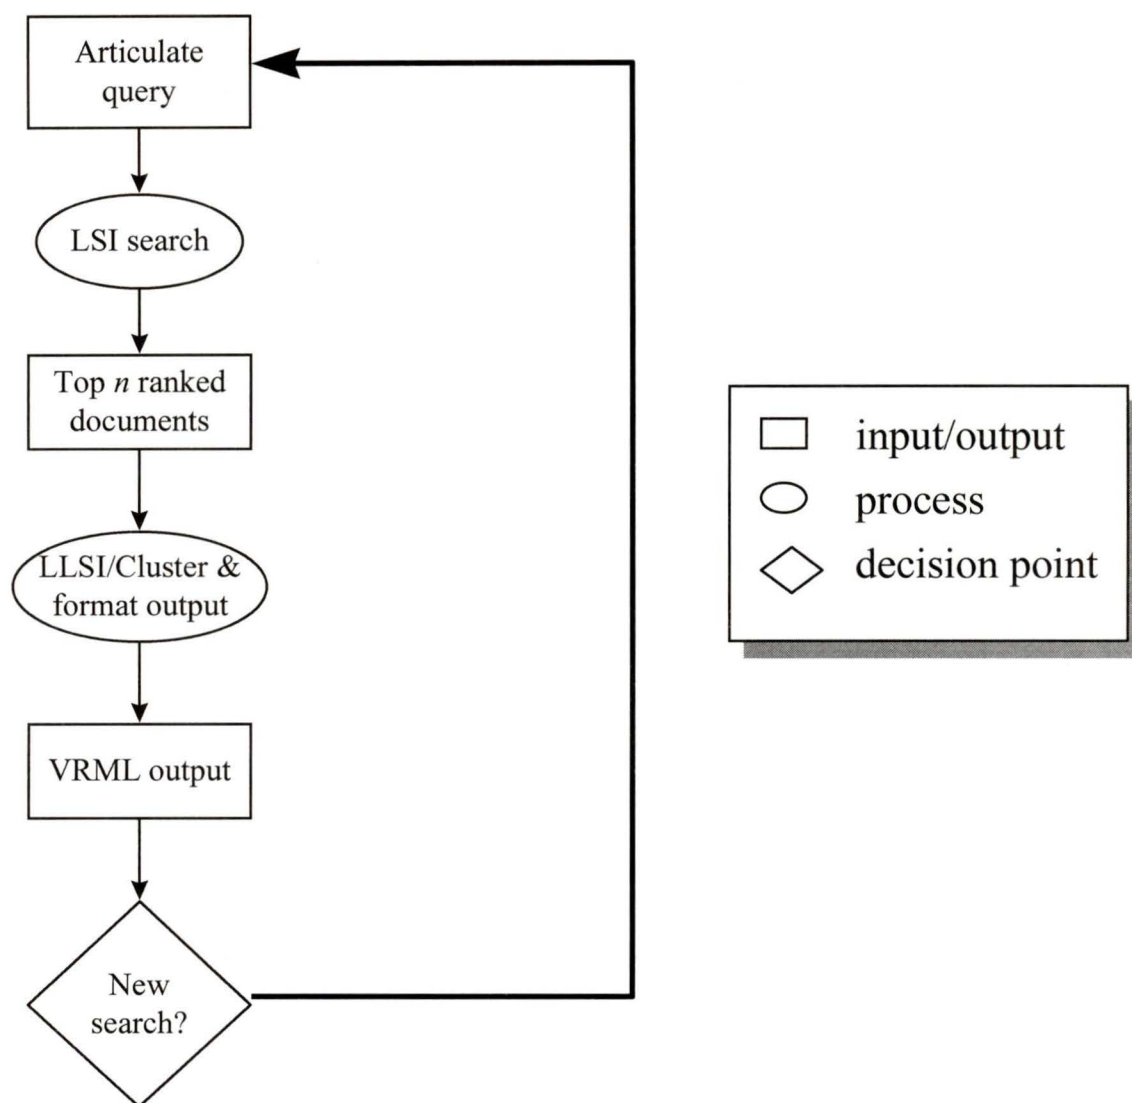 Articulate
query
LSI search
Top n ranked
documents
LLSI/Cluster &
format output
VRML output
New
search?
input/output
process
decision point